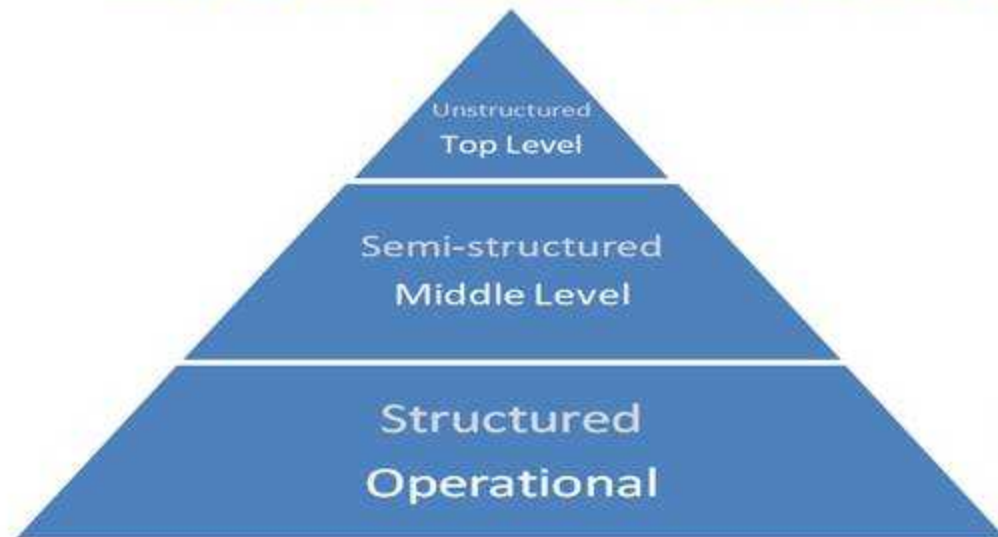 Unstructured
Top Level
Semi-structured
Middle Level
Structured
Operational